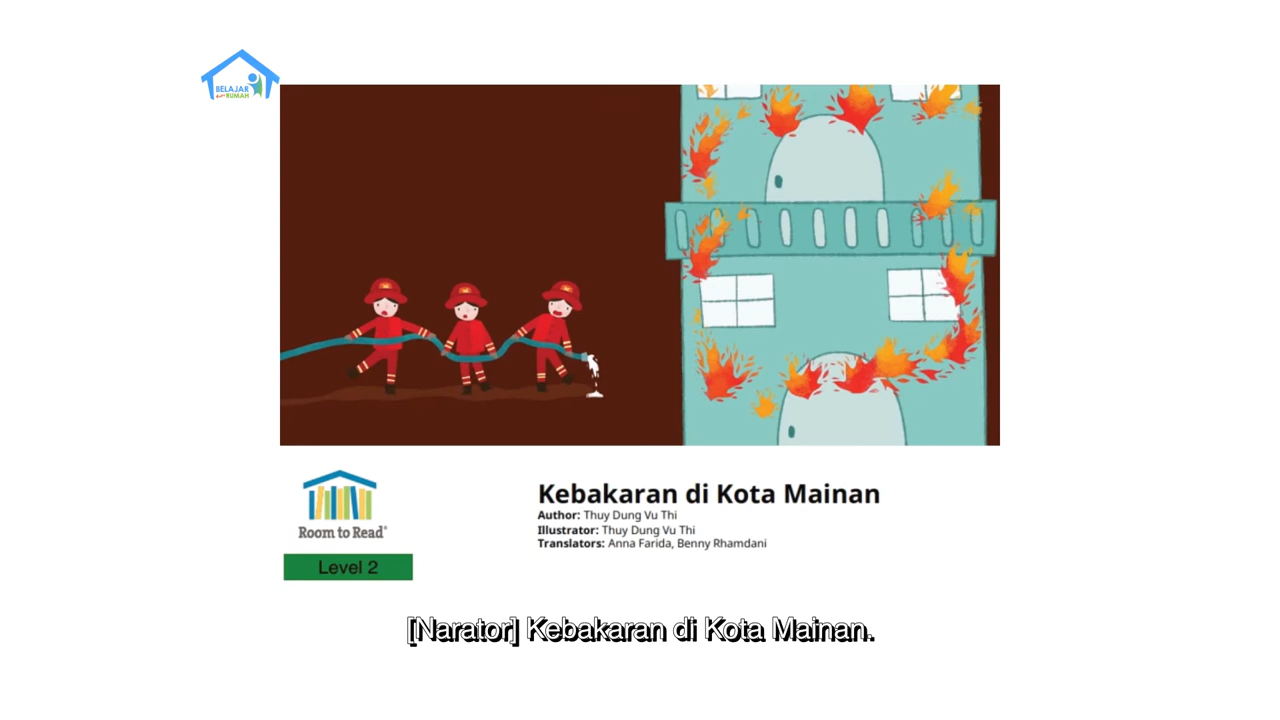 BELAJAR
dari RUMAH
Kebakaran di Kota Mainan
Author: Thuy Dung Vu Thi
Illustrator: Thuy Dung Vu Thi
Translators: Anna Farida, Benny Rhamdani
Room to Read®
Level 2
[Narator] Kebakaran di Kota Mainan.